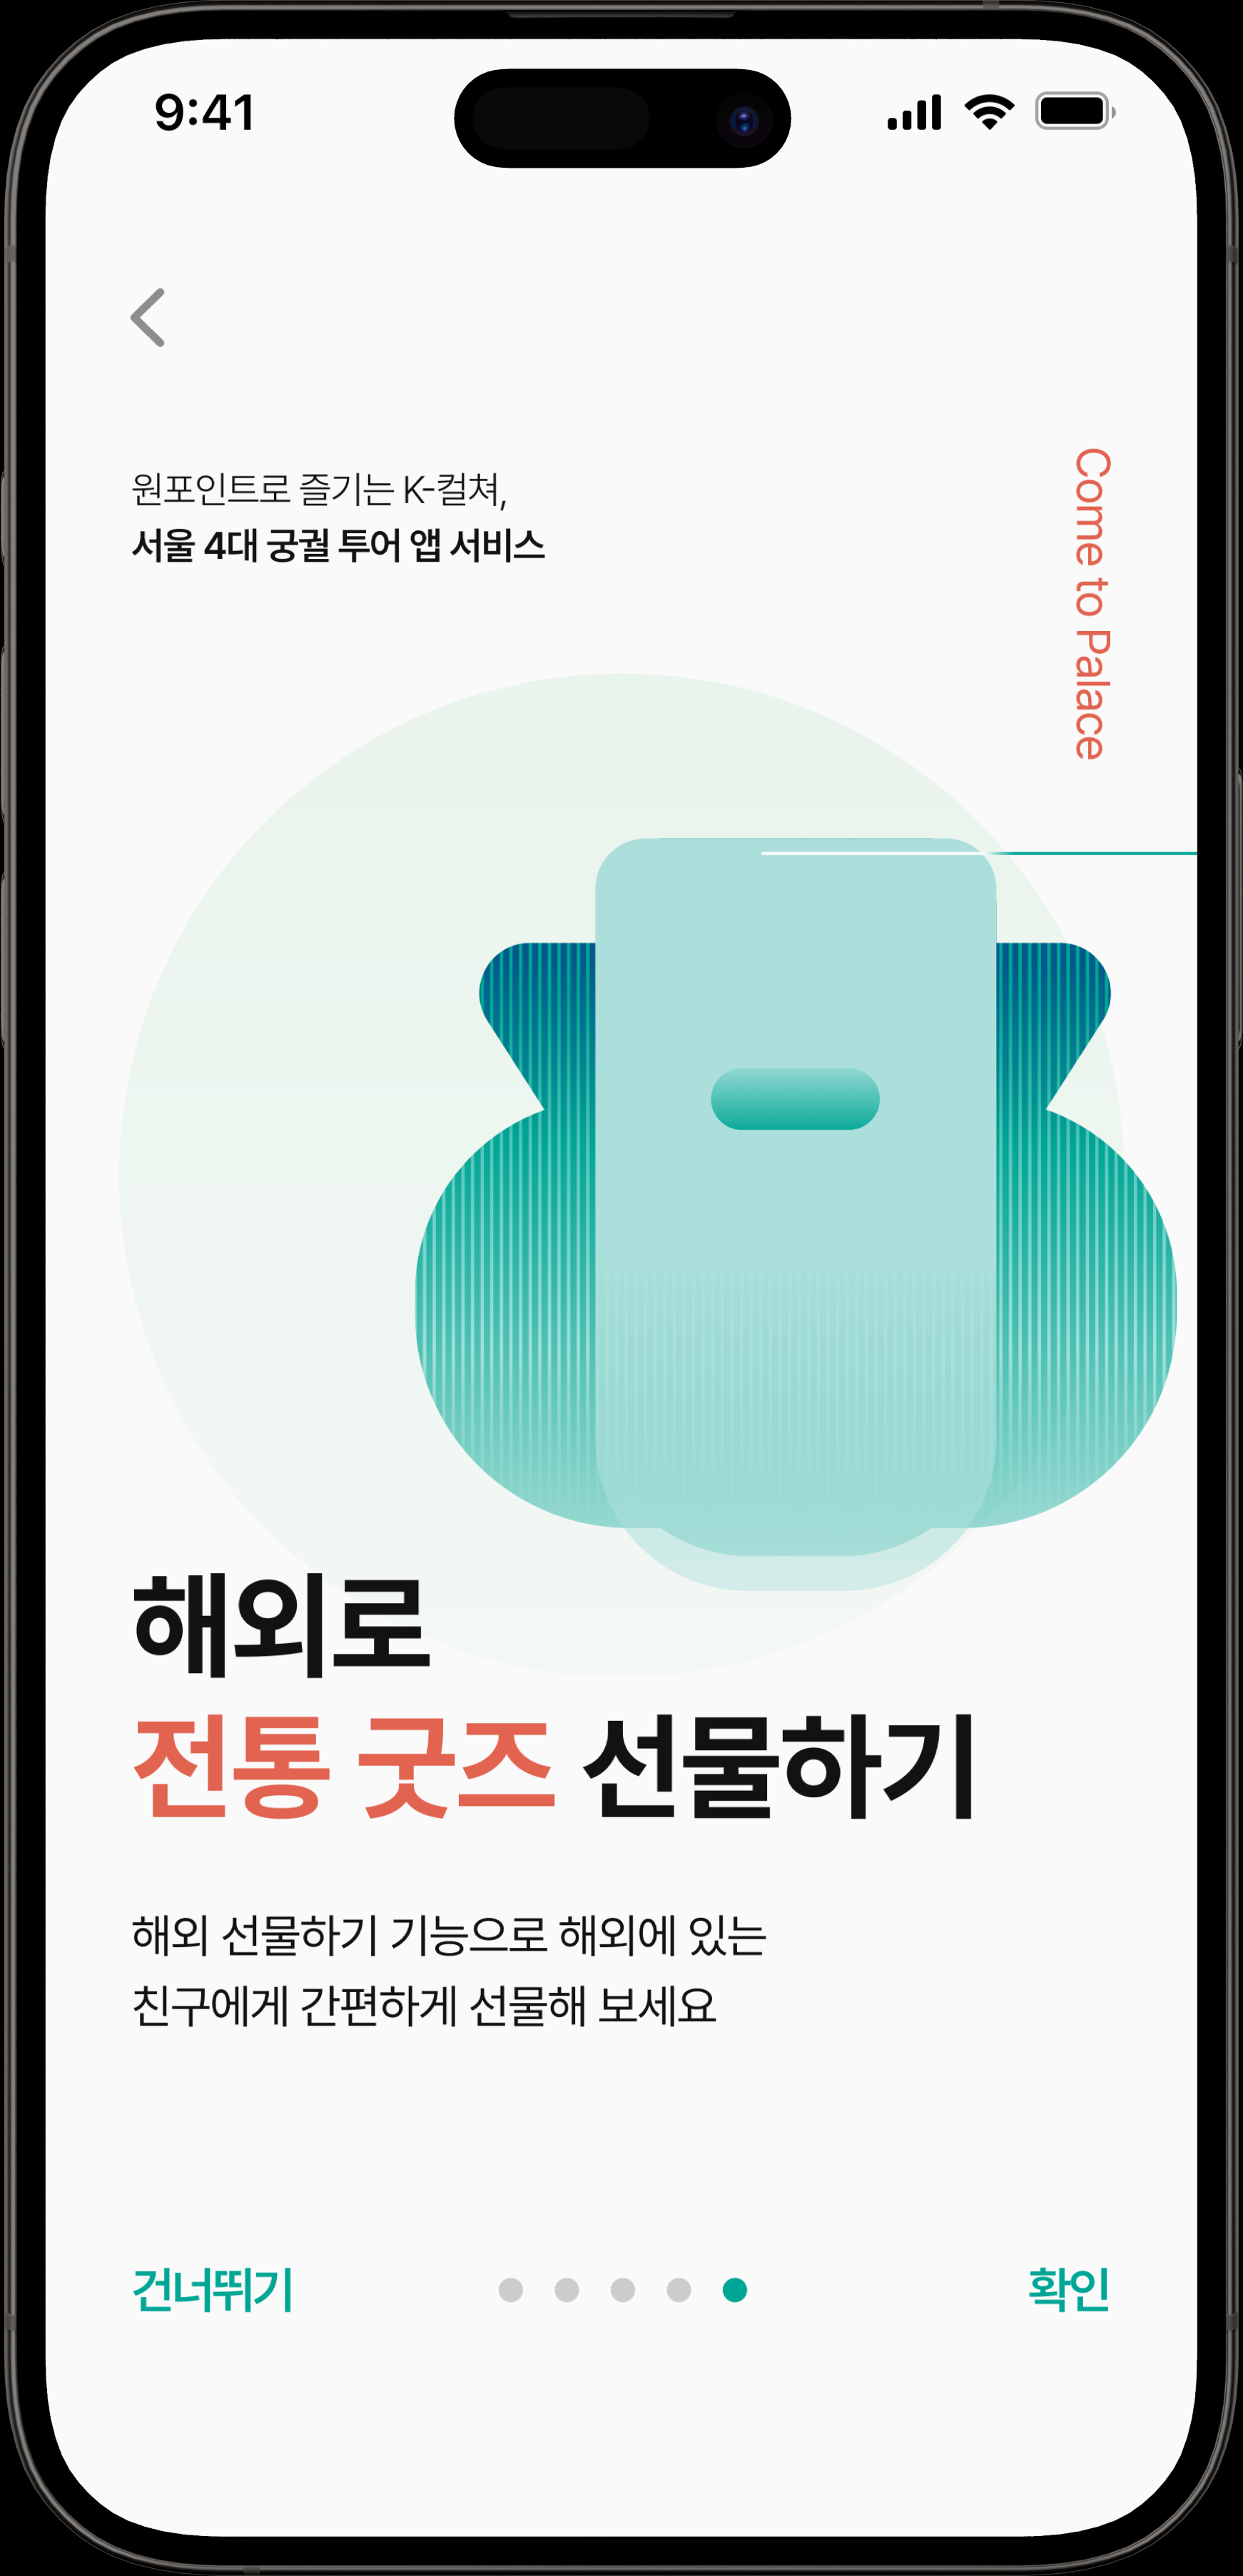 9:41
원포인트로 즐기는 K-컬쳐,
서울 4대 궁궐 투어 앱 서비스
Come to Palace
해외로
전통 굿즈 선물하기
해외 선물하기 기능으로 해외에 있는
친구에게 간편하게 선물해 보세요
건너뛰기
확인